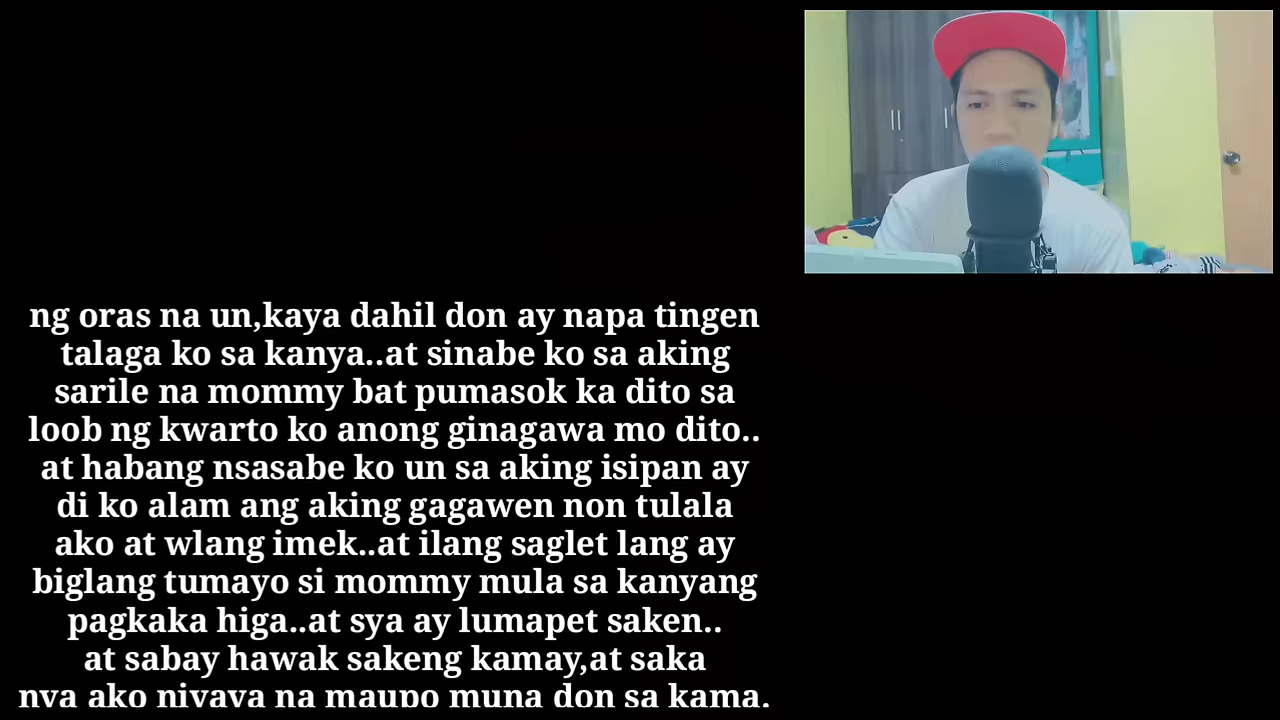 ng oras na un,kaya dahil don ay napa tingen
talaga ko sa kanya..at sinabe ko sa aking
sarile na mommy bat pumasok ka dito sa
loob ng kwarto ko anong ginagawa mo dito..
at habang nsasabe ko un sa aking isipan ay
di ko alam ang aking gagawen non tulala
ako at wlang imek..at ilang saglet lang ay
biglang tumayo si mommy mula sa kanyang
pagkaka higa..at sya ay lumapet saken..
at sabay hawak sakeng kamay,at saka
nya ako niyaya na maupo muna don sa kama.